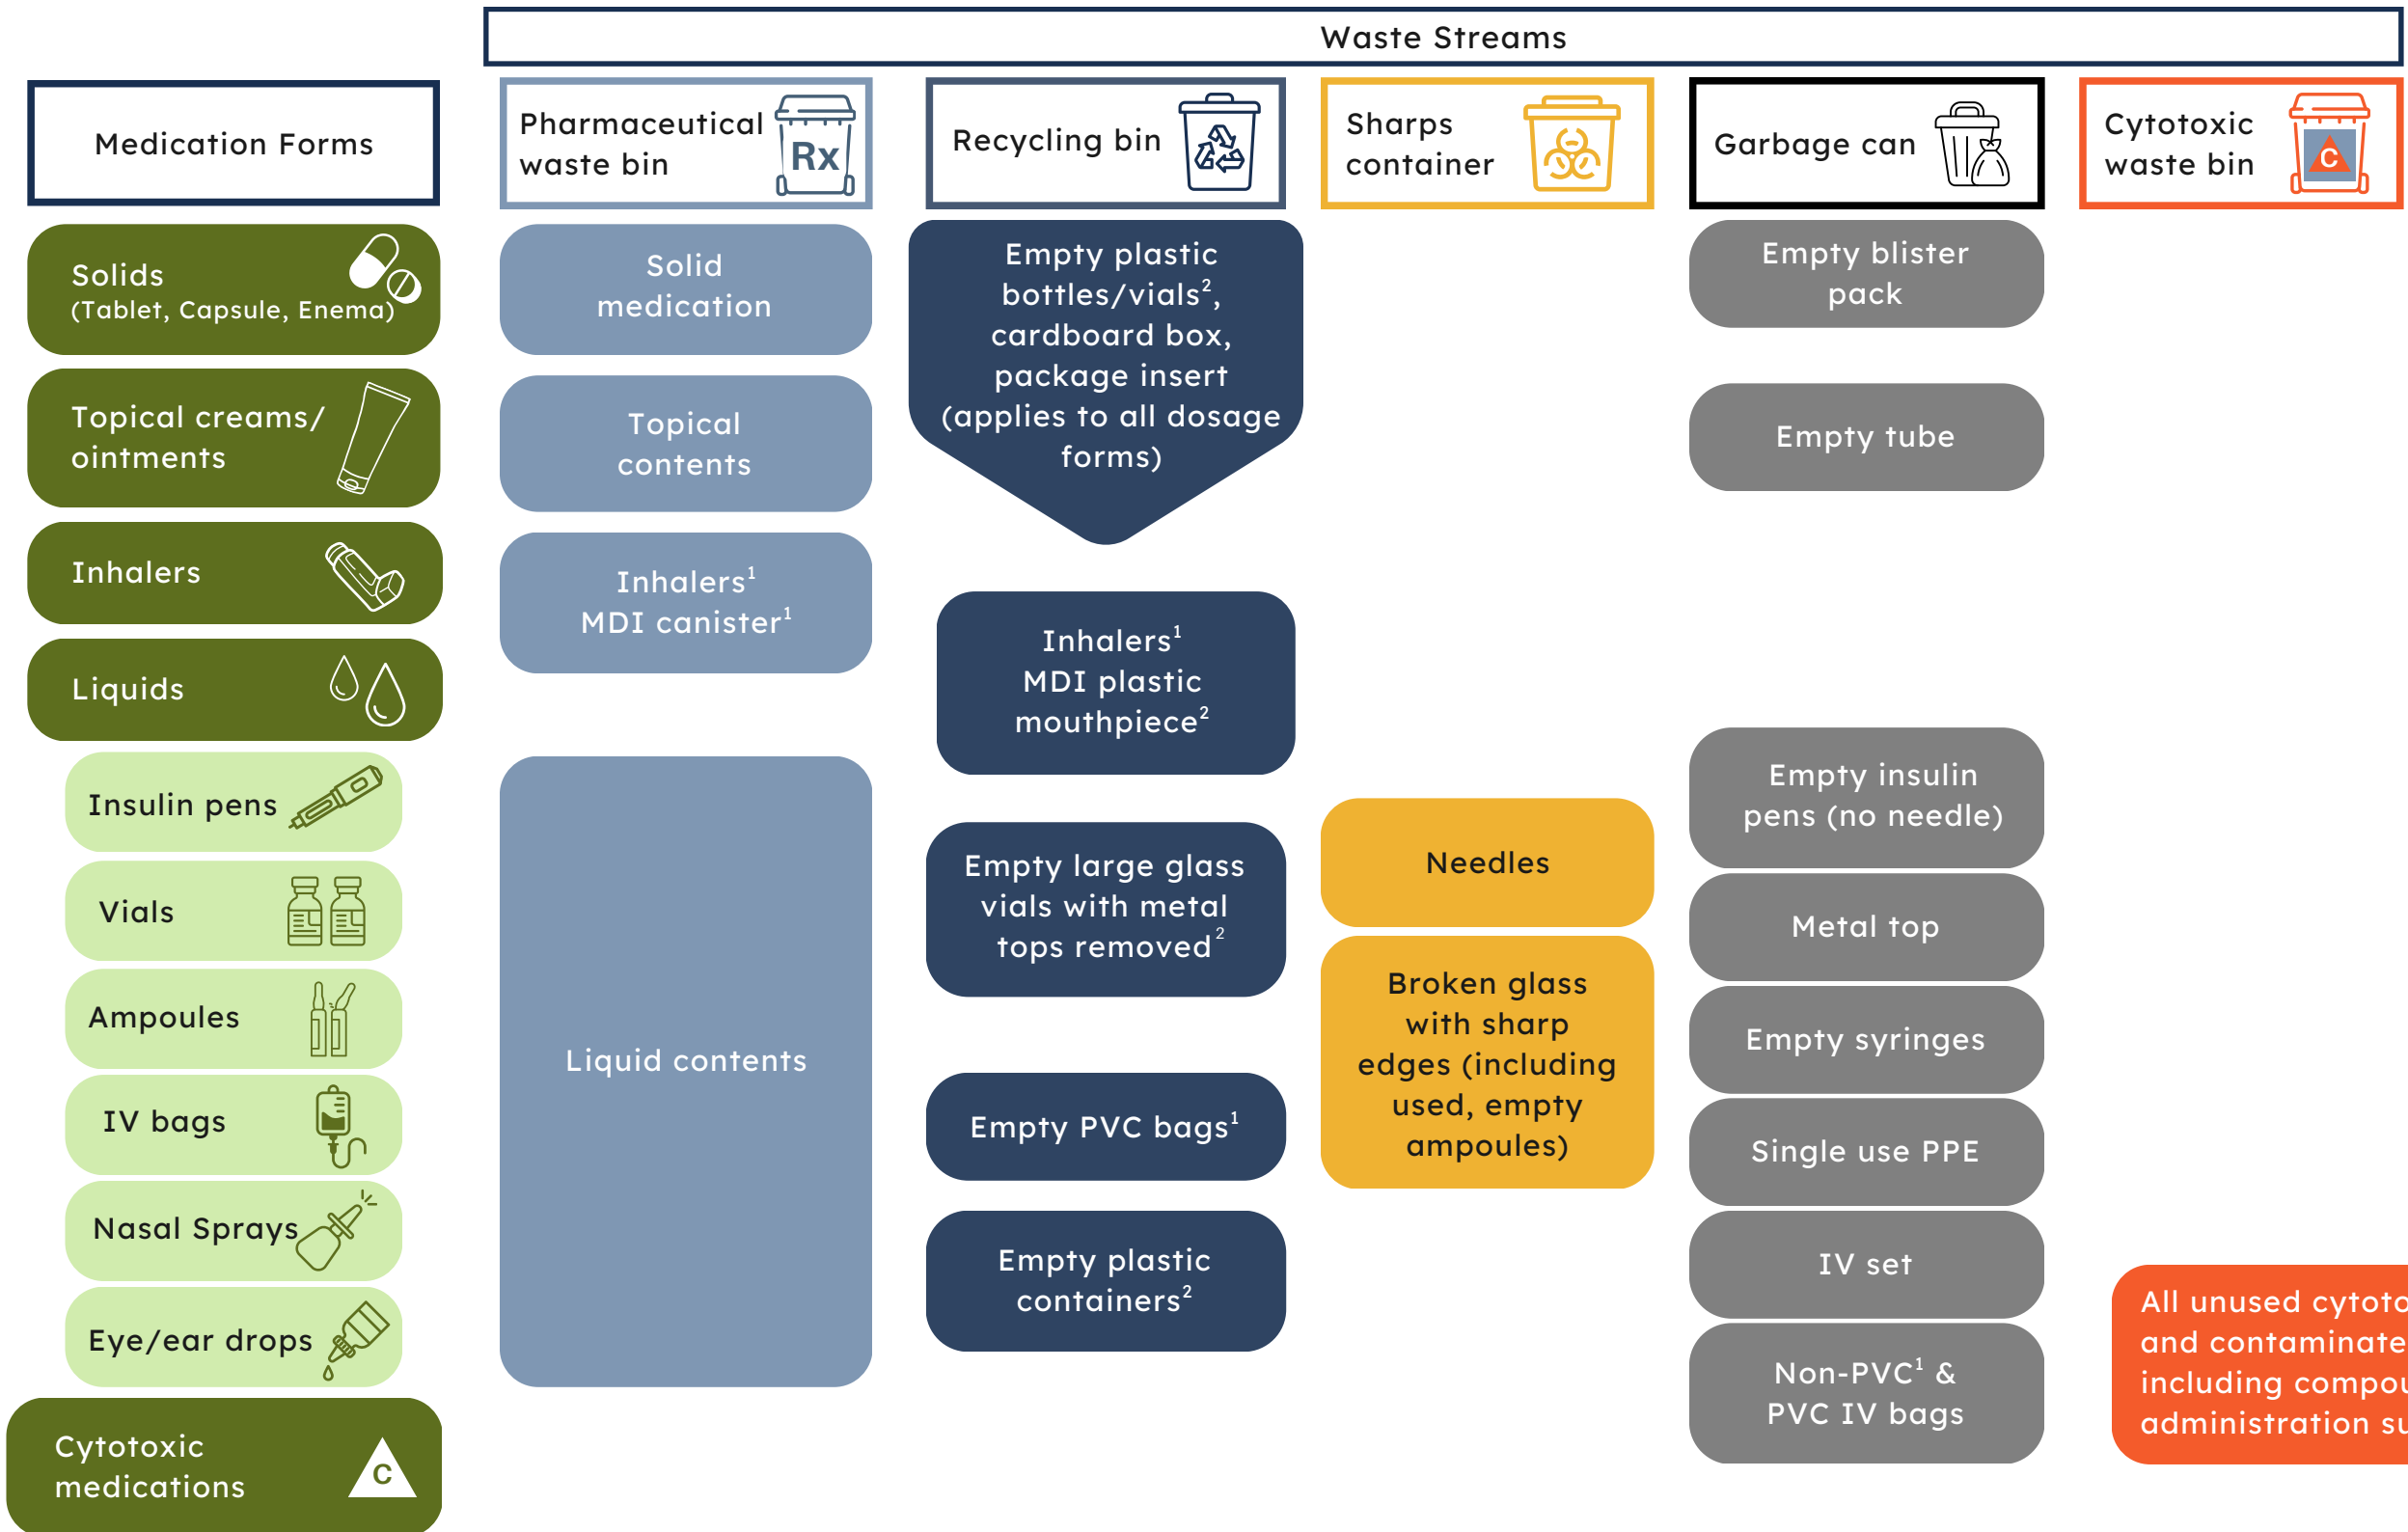 Waste Streams
Medication Forms
Pharmaceutical
waste bin
Rx
Recycling bin
Sharps
container
Garbage can
Cytotoxic
waste bin
C
Solids
(Tablet, Capsule, Enema)
Solid
medication
Empty plastic
bottles/vials²,
cardboard box,
package insert
(applies to all dosage
forms)
Empty blister
pack
Topical creams/
ointments
Topical
contents
Empty tube
Inhalers
Inhalers¹
MDI canister¹
Inhalers¹
MDI plastic
mouthpiece²
Liquids
Insulin pens
Vials
Ampoules
IV bags
Nasal Sprays
Eye/ear drops
Liquid contents
Empty large glass
vials with metal
tops removed²
Empty PVC bags¹
Empty plastic
containers²
Needles
Broken glass
with sharp
edges (including
used, empty
ampoules)
Empty insulin
pens (no needle)
Metal top
Empty syringes
Single use PPE
IV set
Non-PVC¹ &
PVC IV bags
Cytotoxic
medications
C
All unused
and
including
administration